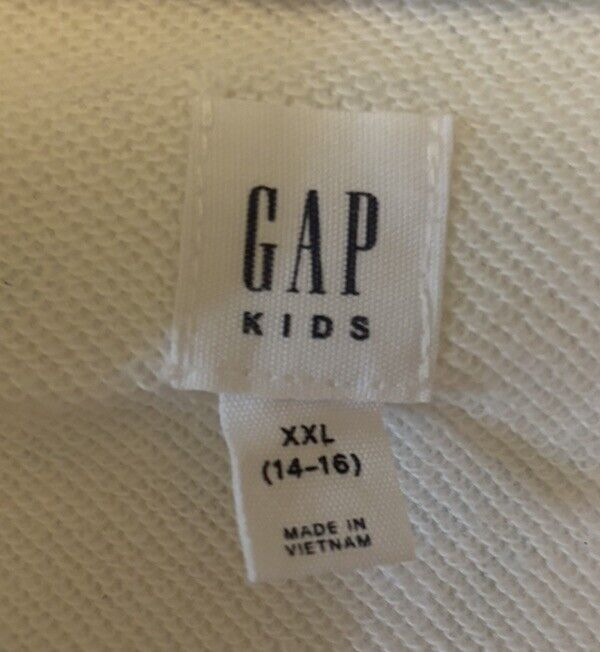 GAP
KIDS
XXL
(14-16)
MADE IN
VIETNAM